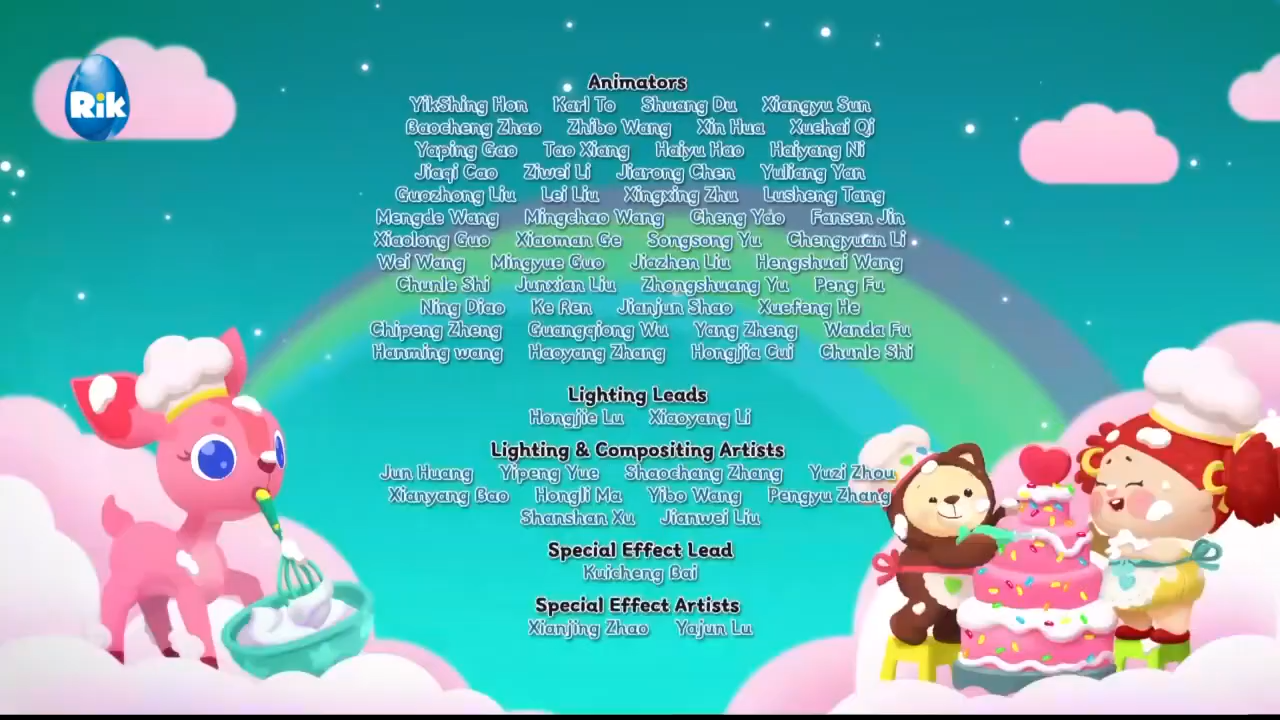 Rik
Animators
YikShing Hon Karl To Shuang Du Xiangyu Sun
Baocheng Zhao Zhibo Wang Xin Hua Xuehai Qi
Yaping Gao Tao Xiang Haiyu Hao Haiyang Ni
Jiaqi Cao Ziwei Li Jiarong Chen Yuliang Yan
Guozhong Liu Lei Liu Xingxing Zhu Lusheng Tang
Mengde Wang Mingchao Wang Cheng Yao Fansen Jin
Xiaolong Guo Xiaoman Ge Songsong Yu Chengyuan Li
Wei Wang Mingyue Guo Jiazhen Liu Hengshuai Wang
Chunle Shi Junxian Liu Zhongshuang Yu Peng Fu
Ning Diao Ke Ren Jianjun Shao Xuefeng He
Chipeng Zheng Guangqiong Wu Yang Zheng Wanda Fu
Hanming wang Haoyang Zhang Hongjia Cui Chunle Shi
Lighting Leads
Hongjie Lu Xiaoyang Li
Lighting & Compositing Artists
Jun Huang Yipeng Yue Shaochang Zhang Yuzi Zhou
Xianyang Bao Hongli Ma Yibo Wang Pengyu Zhang
Shanshan Xu Jianwei Liu
Special Effect Lead
Kuicheng Bai
Special Effect Artists
XianJing Zhao Yajun Lu